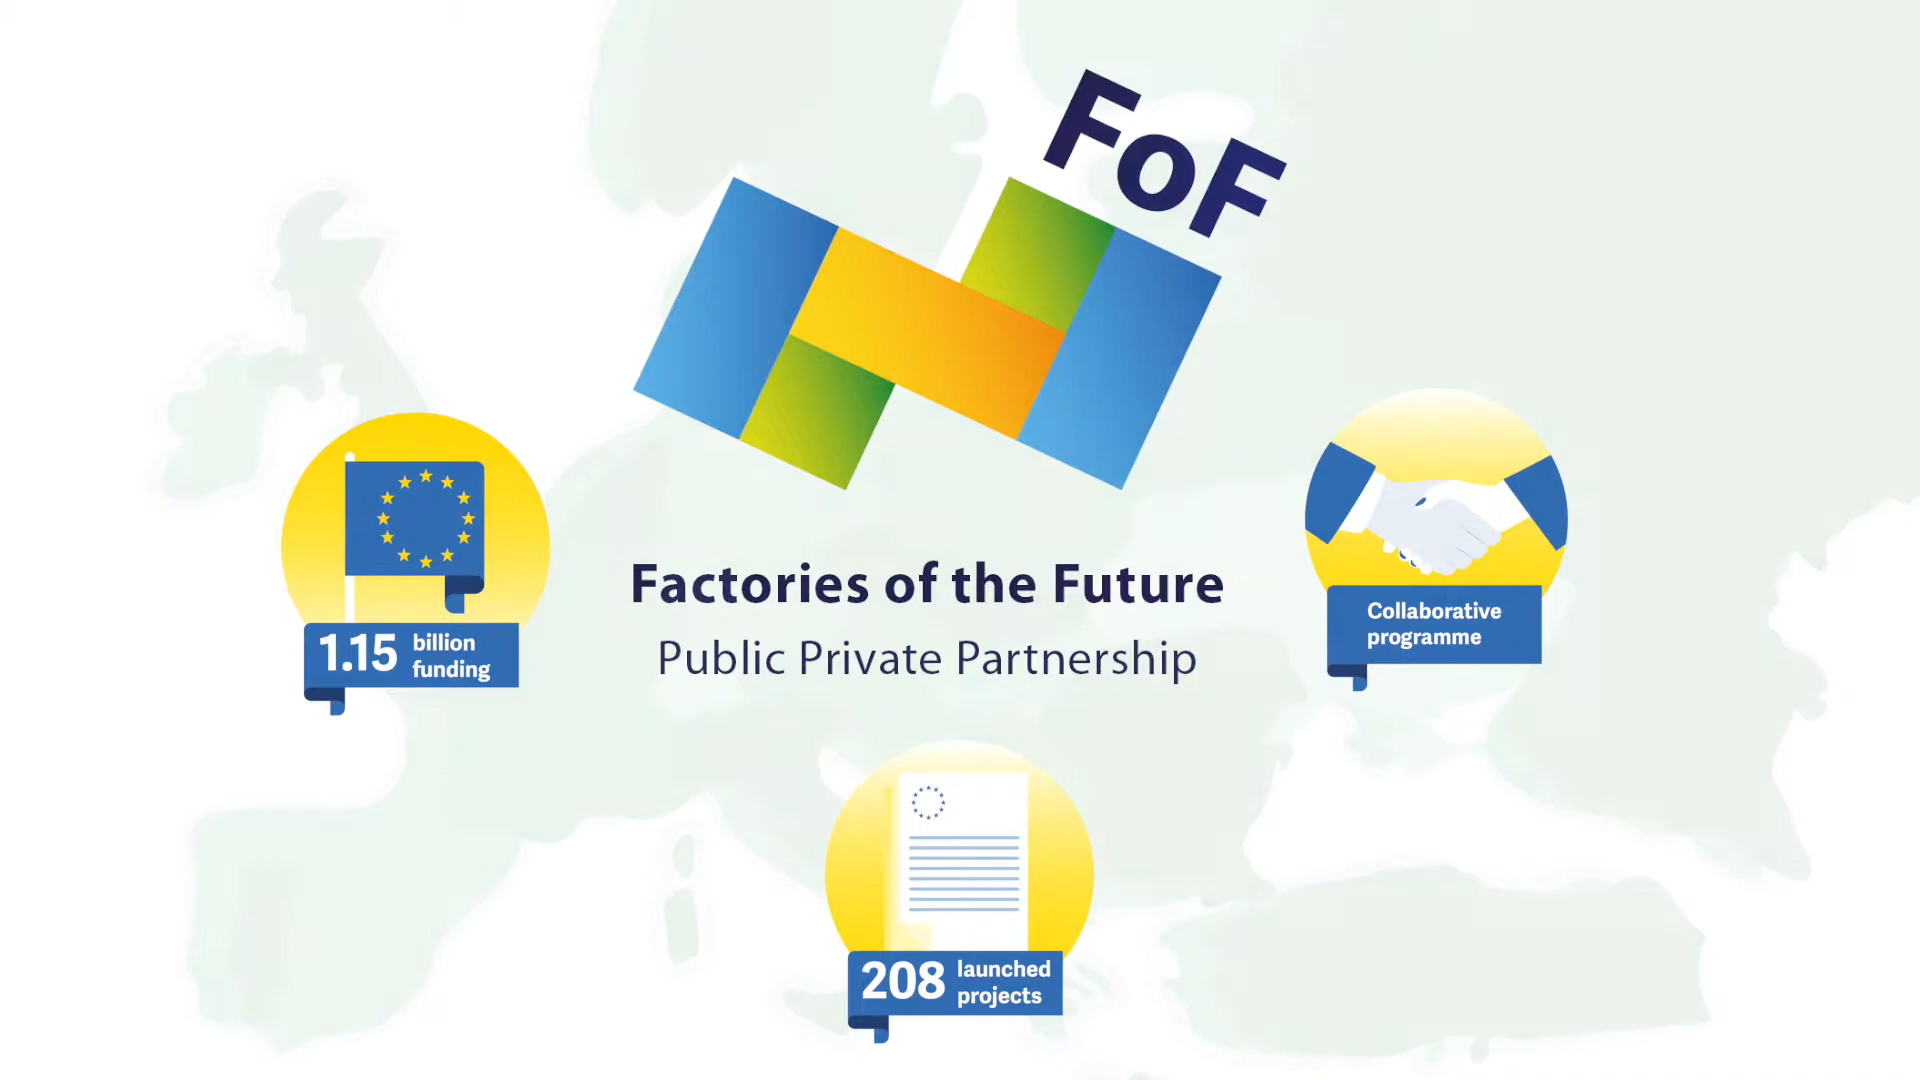 FoF
Factories of the Future
Public Private Partnership
1.15 billion
funding
Collaborative
programme
208 launched
projects